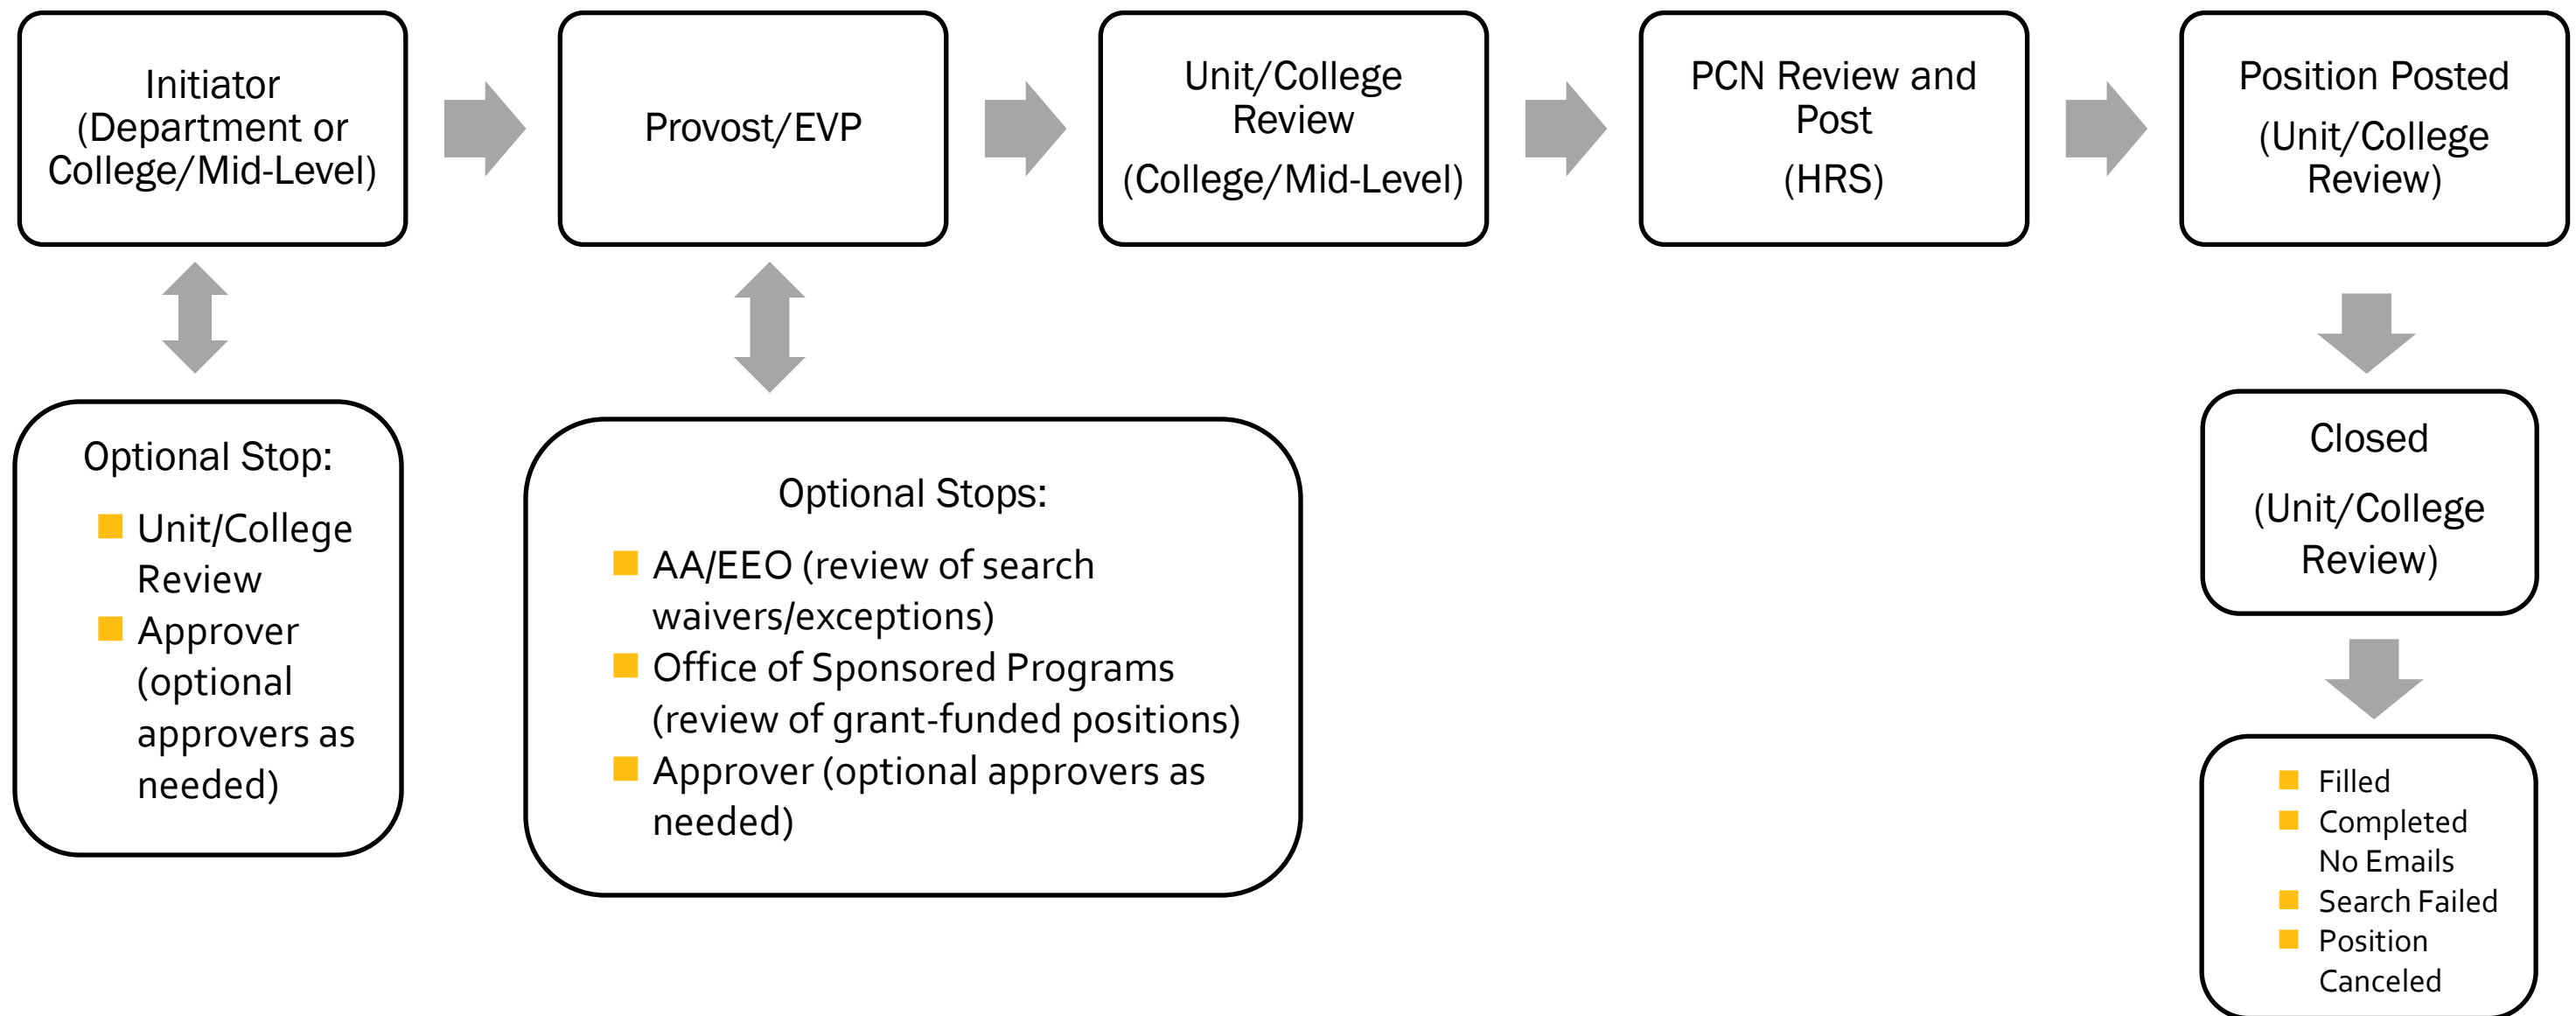 Initiator
(Department or
College/Mid-Level)
Provost/EVP
Unit/College
Review
(College/Mid-Level)
PCN Review and
Post
(HRS)
Position Posted
(Unit/College
Review)
Optional Stop:
Unit/College
Review
Approver
(optional
approvers as
needed)
Optional Stops:
AA/EEO (review of search
waivers/exceptions)
Office of Sponsored Programs
(review of grant-funded positions)
Approver (optional approvers as
needed)
Closed
(Unit/College
Review)
Filled
Completed
No Emails
Search Failed
Position
Canceled